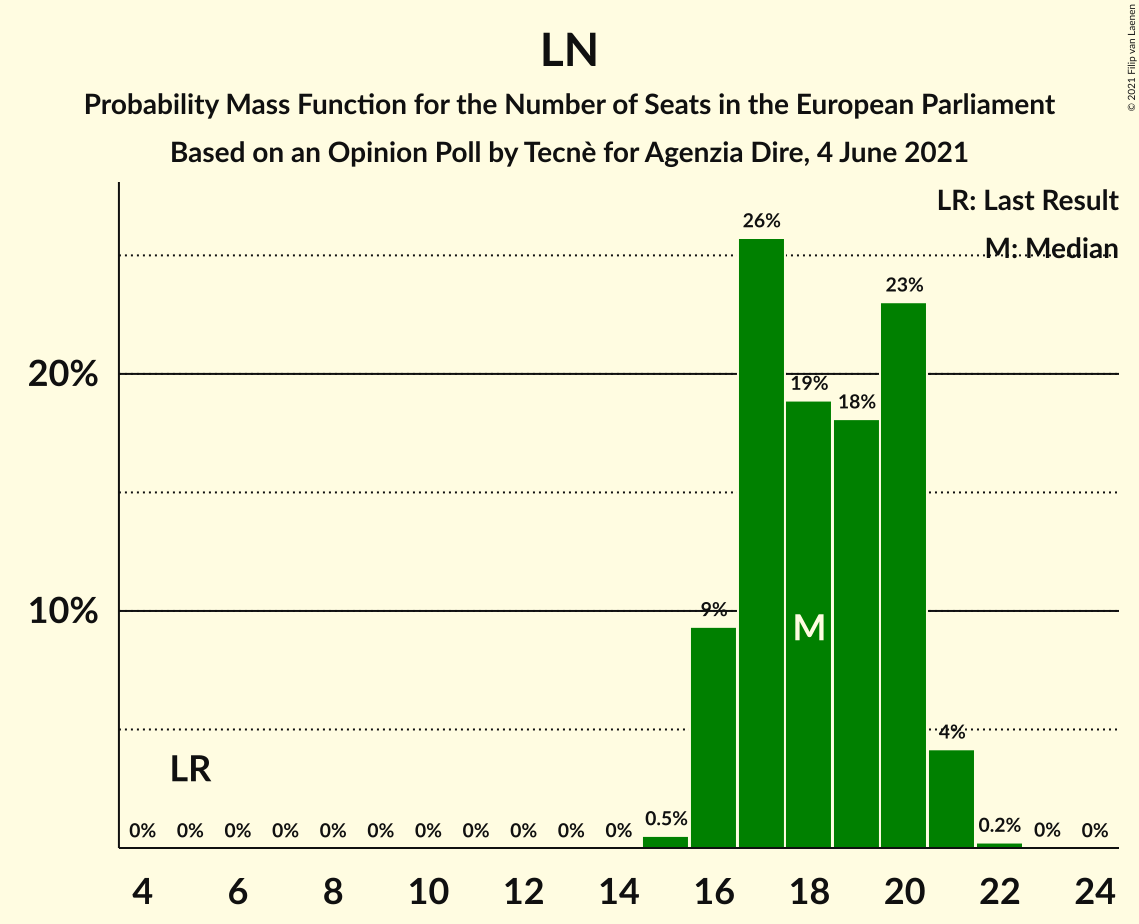 LN
Probability Mass Function for the Number of Seats in the European Parliament
Based on an Opinion Poll by Tecnè for Agenzia Dire, 4 June 2021
© 2021 Filip van Laenen
LR: Last Result
M: Median
26%
23%
20%
19%
18%
10%
9%
M
4%
LR
0% 0% 0% 0% 0% 0% 0% 0% 0% 0% 0% 0.5% 0.2% 0% 0%
4 6 8 10 12 14 16 18 20 22 24